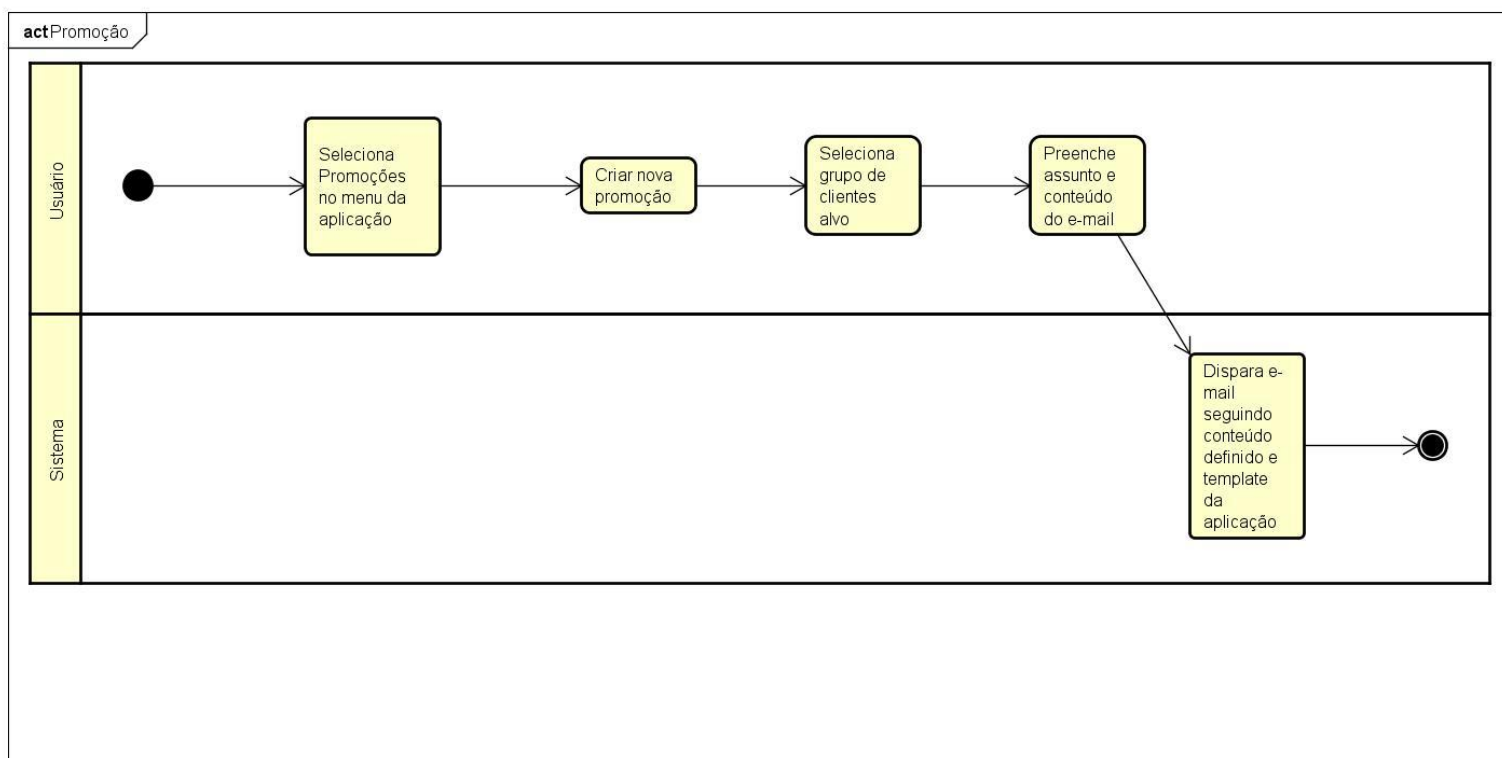 actPromoção
Usuário
Seleciona
Promoções
no menu da
aplicação
Criar nova
promoção
Seleciona
grupo de
clientes
alvo
Preenche
assunto e
conteúdo
do e-mail
Sistema
Dispara e-
mail
seguindo
conteúdo
definido e
template
da
aplicação